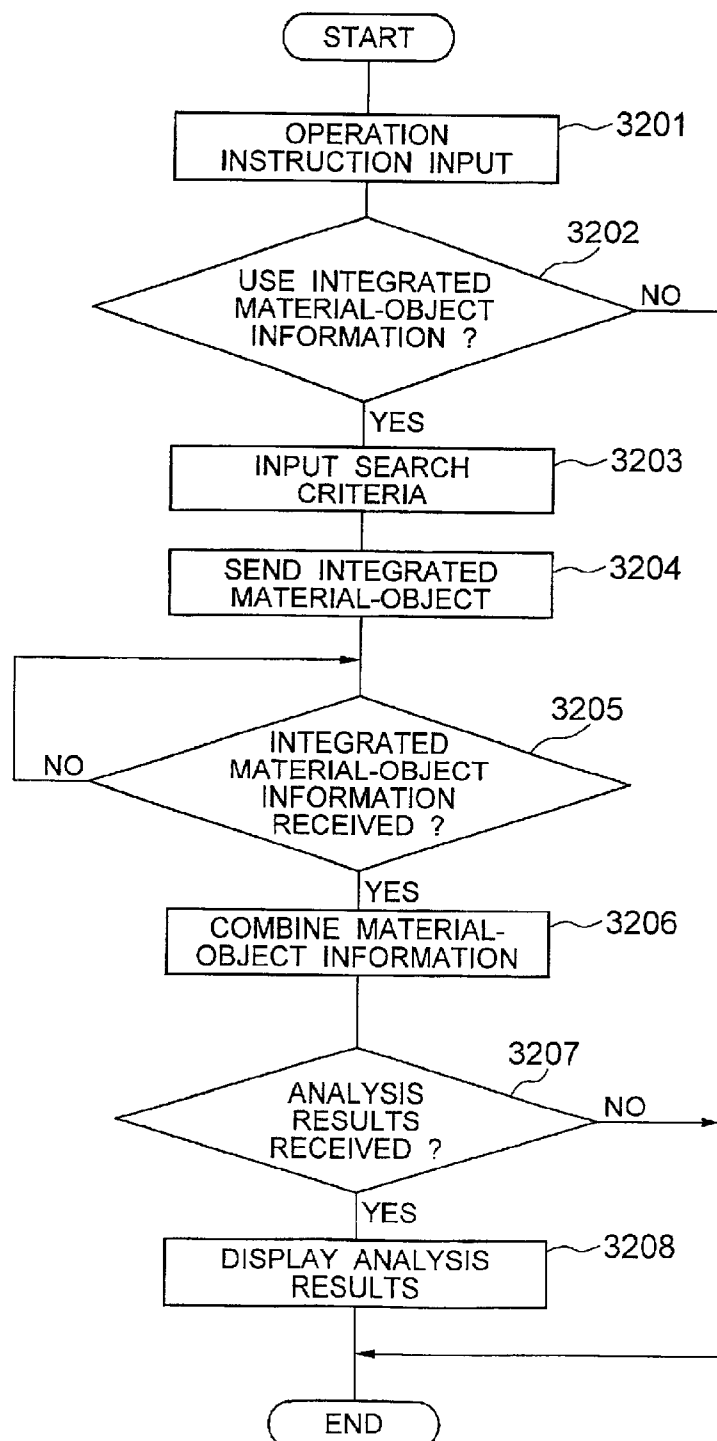 START
OPERATION
INSTRUCTION INPUT
3201
3202
USE INTEGRATED
MATERIAL-OBJECT
INFORMATION ?
NO
YES
INPUT SEARCH
CRITERIA
3203
SEND INTEGRATED
MATERIAL-OBJECT
3204
3205
INTEGRATED
MATERIAL-OBJECT
INFORMATION
RECEIVED ?
NO
YES
COMBINE MATERIAL-
OBJECT INFORMATION
3206
3207
ANALYSIS
RESULTS
RECEIVED ?
NO
YES
DISPLAY ANALYSIS
RESULTS
3208
END